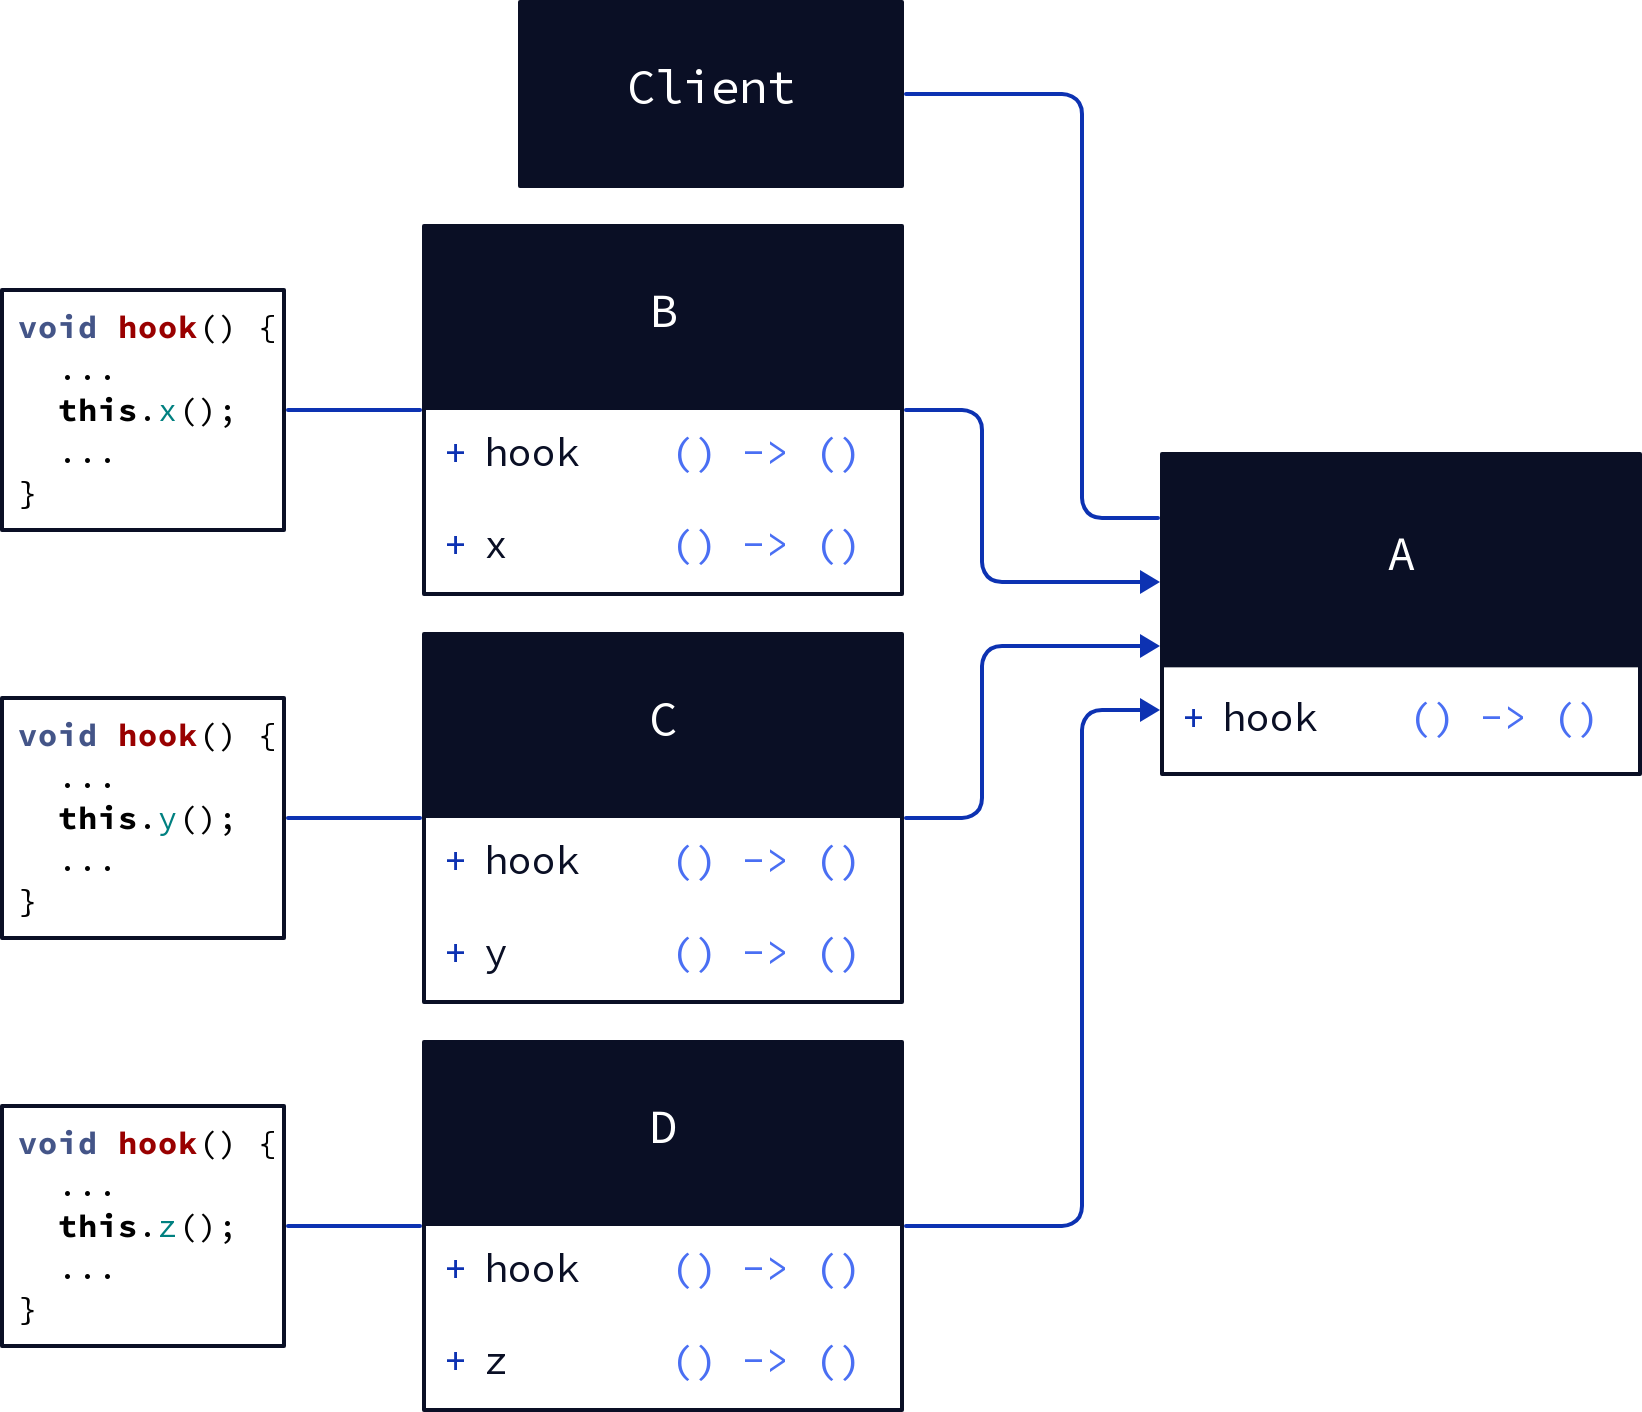 Client
B
void hook() {
...
this.x();
...
}
+ hook () -> ()
+ x () -> ()
A
+ hook () -> ()
C
void hook() {
...
this.y();
...
}
+ hook () -> ()
+ y () -> ()
D
void hook() {
...
this.z();
...
}
+ hook () -> ()
+ z () -> ()